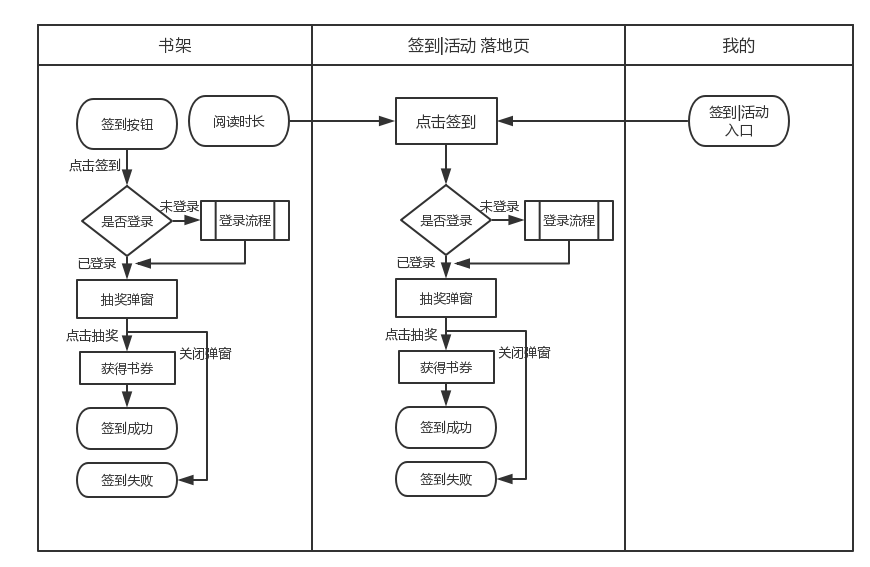 书架
签到|活动 落地页
我的
签到按钮
阅读时长
点击签到
签到|活动
入口
点击签到
是否登录
未登录
登录流程
是否登录
未登录
登录流程
已登录
已登录
抽奖弹窗
抽奖弹窗
点击抽奖
关闭弹窗
点击抽奖
关闭弹窗
获得书券
获得书券
签到成功
签到成功
签到失败
签到失败